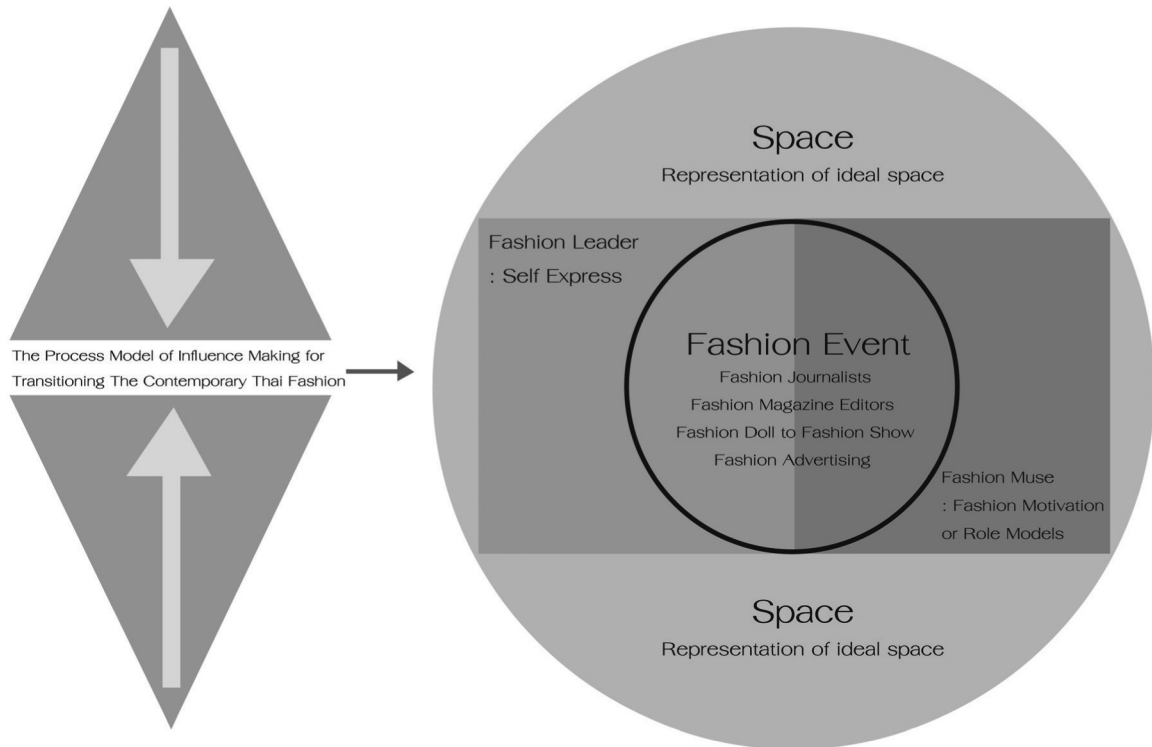 The Process Model of Influence Making for
Transitioning The Contemporary Thai Fashion
Space
Representation of ideal space
Fashion Leader
: Self Express
Fashion Event
Fashion Journalists
Fashion Magazine Editors
Fashion Doll to Fashion Show
Fashion Advertising
Fashion Muse
: Fashion Motivation
or Role Models
Space
Representation of ideal space